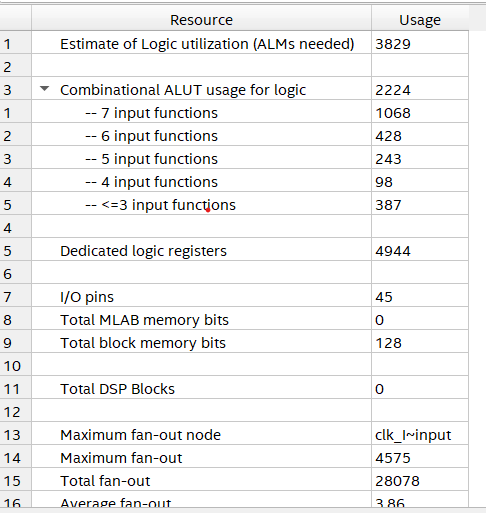 Resource Usage
1 Estimate of Logic utilization (ALMs needed) 3829
2
3 Combinational ALUT usage for logic 2224
1 -- 7 input functions 1068
2 -- 6 input functions 428
3 -- 5 input functions 243
4 -- 4 input functions 98
5 -- <=3 input functions 387
4
5 Dedicated logic registers 4944
6
7 I/O pins 45
8 Total MLAB memory bits 0
9 Total block memory bits 128
10
11 Total DSP Blocks 0
12
13 Maximum fan-out node clk_I~input
14 Maximum fan-out 4575
15 Total fan-out 28078
16 Average fan-out 3.86